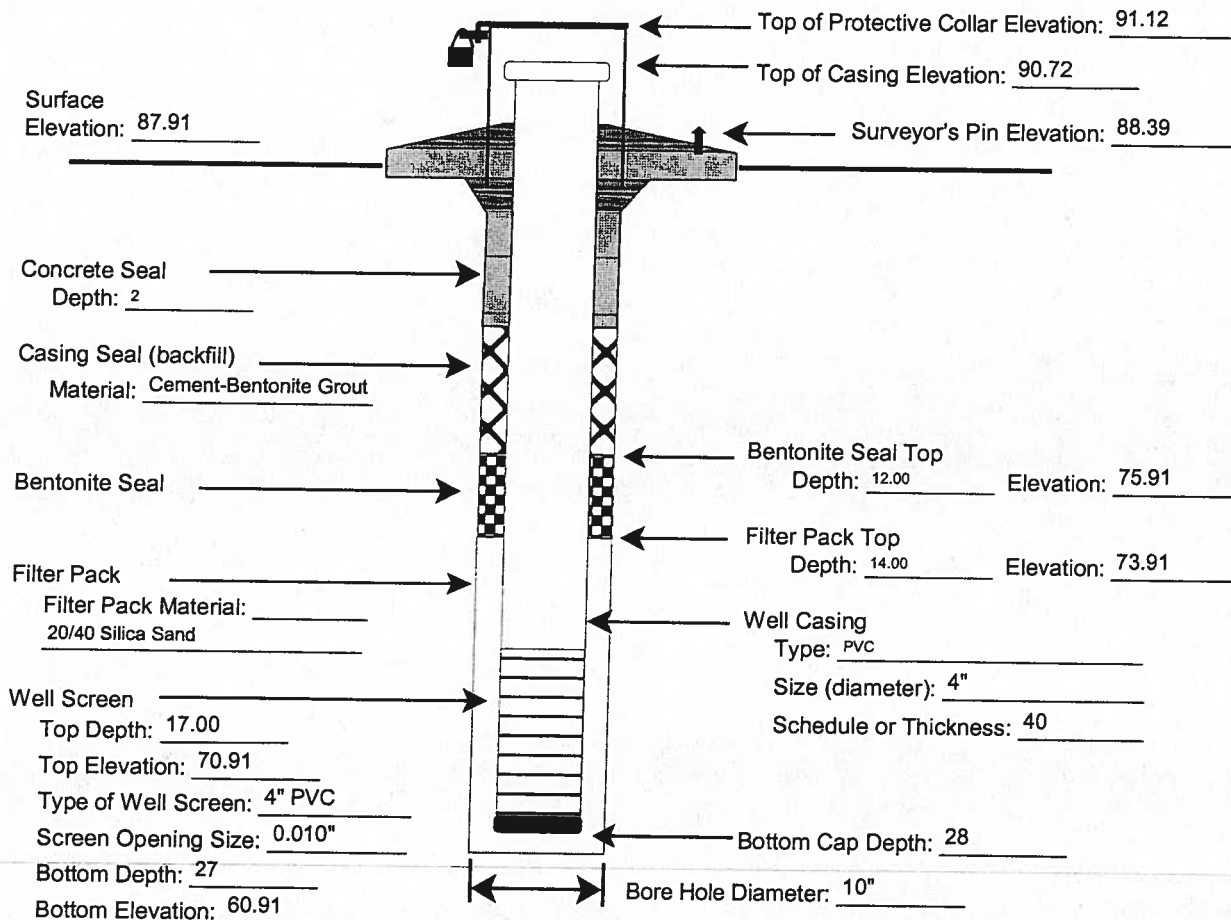 Top of Protective Collar Elevation: 91.12
Top of Casing Elevation: 90.72
Surface
Elevation: 87.91
Surveyor's Pin Elevation: 88.39
Concrete Seal
Depth: 2
Casing Seal (backfill)
Material: Cement-Bentonite Grout
Bentonite Seal
Bentonite Seal Top
Depth: 12.00 Elevation: 75.91
Filter Pack Top
Depth: 14.00 Elevation: 73.91
Filter Pack
Filter Pack Material:
20/40 Silica Sand
Well Casing
Type: PVC
Size (diameter): 4"
Schedule or Thickness: 40
Well Screen
Top Depth: 17.00
Top Elevation: 70.91
Type of Well Screen: 4" PVC
Screen Opening Size: 0.010"
Bottom Depth: 27
Bottom Elevation: 60.91
Bottom Cap Depth: 28
Bore Hole Diameter: 10"